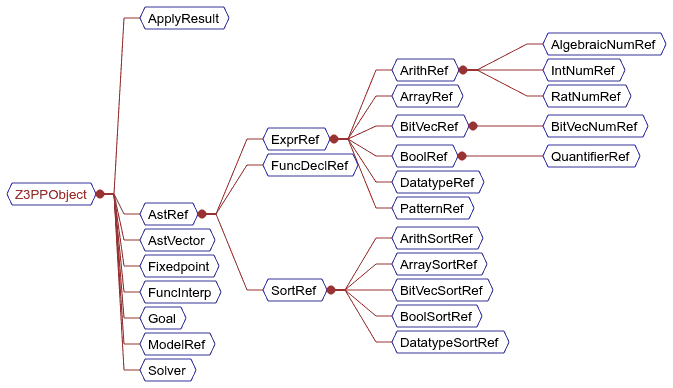 Z3PPObject
ApplyResult
AstRef
AstVector
Fixedpoint
FuncInterp
Goal
ModelRef
Solver
ExprRef
FuncDeclRef
SortRef
ArithRef
ArrayRef
BitVecRef
BoolRef
DatatypeRef
PatternRef
ArithSortRef
ArraySortRef
BitVecSortRef
BoolSortRef
DatatypeSortRef
AlgebraicNumRef
IntNumRef
RatNumRef
BitVecNumRef
QuantifierRef